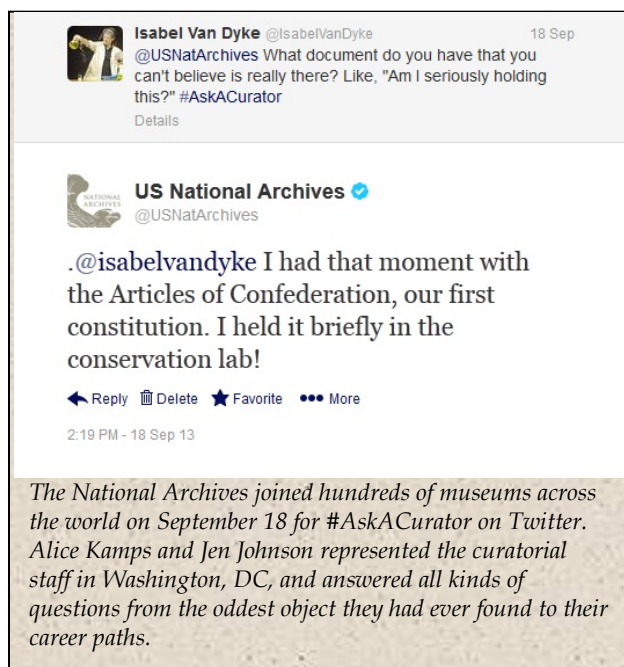 Isabel Van Dyke @IsabelVanDyke 18 Sep
@USNatArchives What document do you have that you
can't believe is really there? Like, "Am I seriously holding
this?" #AskACurator
Details
NATIONAL
ARCHIVES
US National Archives
@USNatArchives
.@isabelvandyke I had that moment with
the Articles of Confederation, our first
constitution. I held it briefly in the
conservation lab!
Reply Delete Favorite More
2:19 PM - 18 Sep 13
The National Archives joined hundreds of museums across
the world on September 18 for #AskACurator on Twitter.
Alice Kamps and Jen Johnson represented the curatorial
staff in Washington, DC, and answered all kinds of
questions from the oddest object they had ever found to their
career paths.